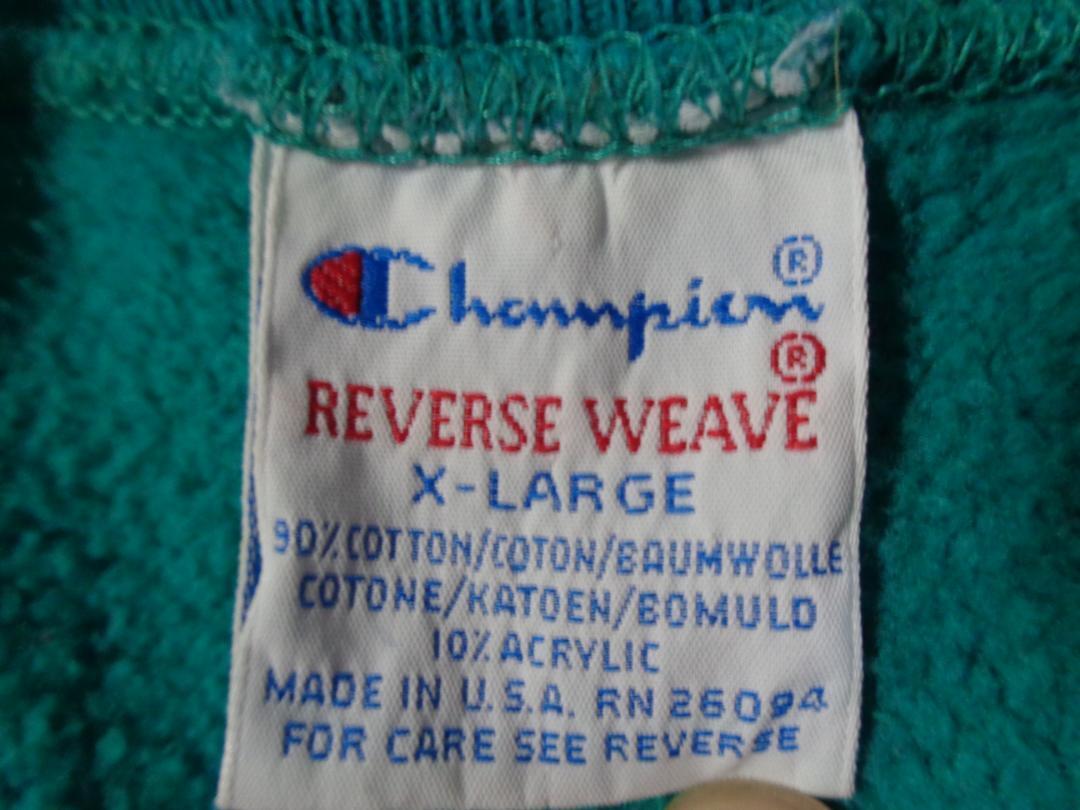 Champion®
REVERSE WEAVE®
X-LARGE
90% COTTON/COTON/BAUMWOLLE
COTONE/KATOEN/BOMULD
10% ACRYLIC
MADE IN U.S.A. RN 26094
FOR CARE SEE REVERSE